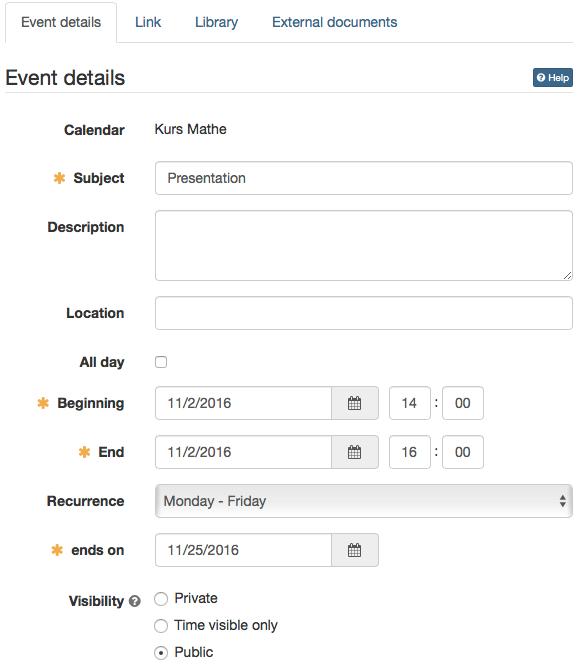 Event details Link Library External documents
Event details Help
Calendar Kurs Mathe
Subject Presentation
Description
Location
All day
Beginning 11/2/2016 14 : 00
End 11/2/2016 16 : 00
Recurrence Monday - Friday
ends on 11/25/2016
Visibility Private
Time visible only
Public